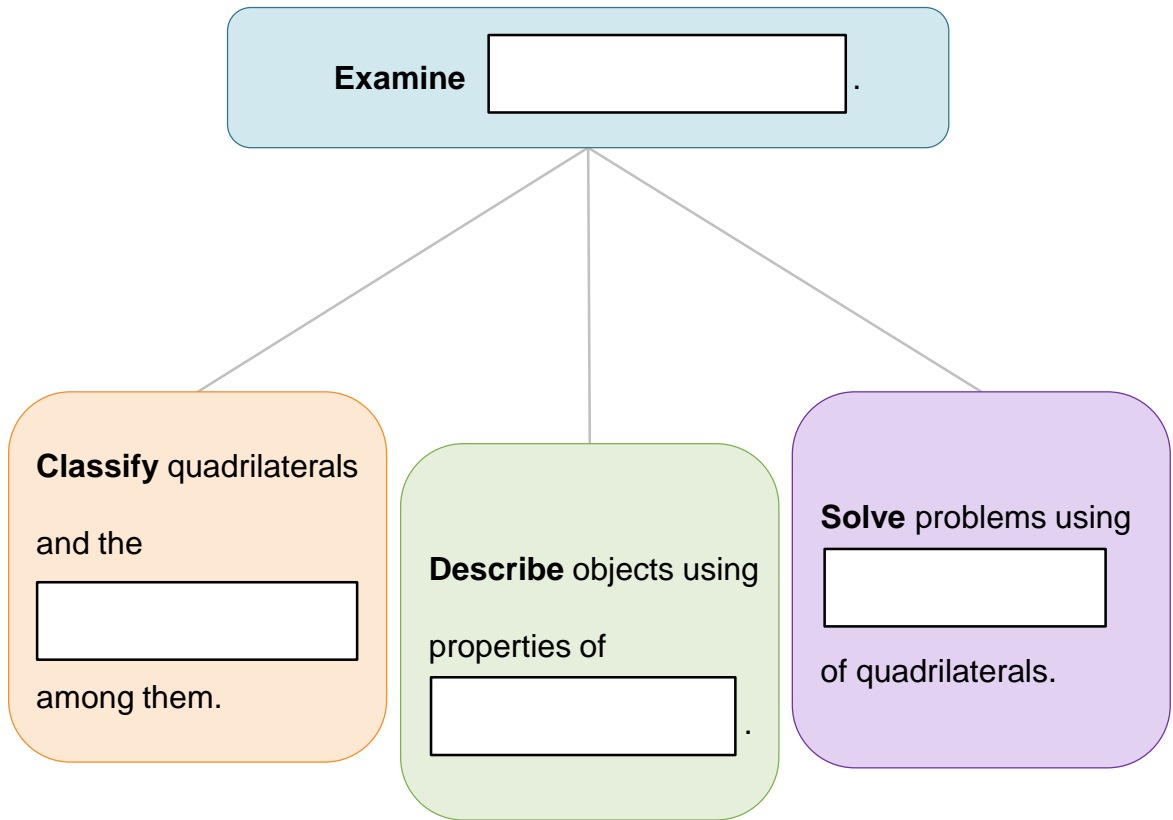 Examine .
Classify quadrilaterals
and the
among them.
Describe objects using
properties of
.
Solve problems using
of quadrilaterals.